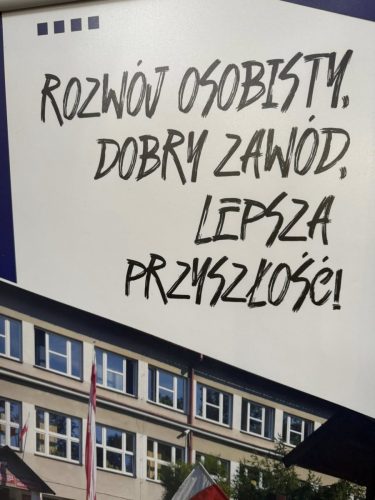 ROZWÓJ OSOBISTY,
DOBRY ZAWÓD,
LEPSZA
PRZYSZŁOŚĆ!